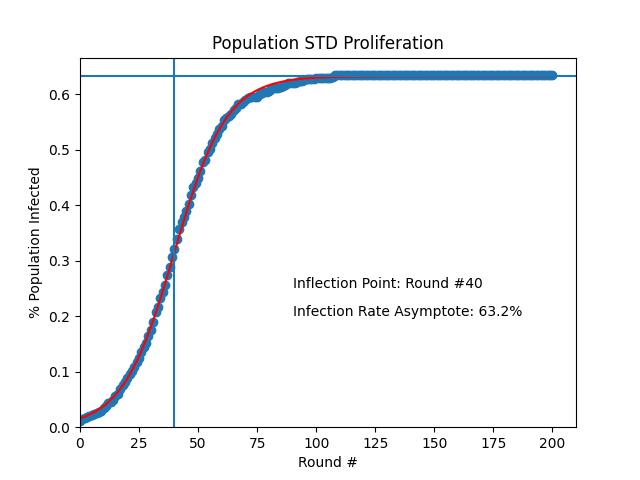 Population STD Proliferation
% Population Infected
0.6
0.5
0.4
0.3
0.2
0.1
0.0
Inflection Point: Round #40
Infection Rate Asymptote: 63.2%
0 25 50 75 100 125 150 175 200
Round #